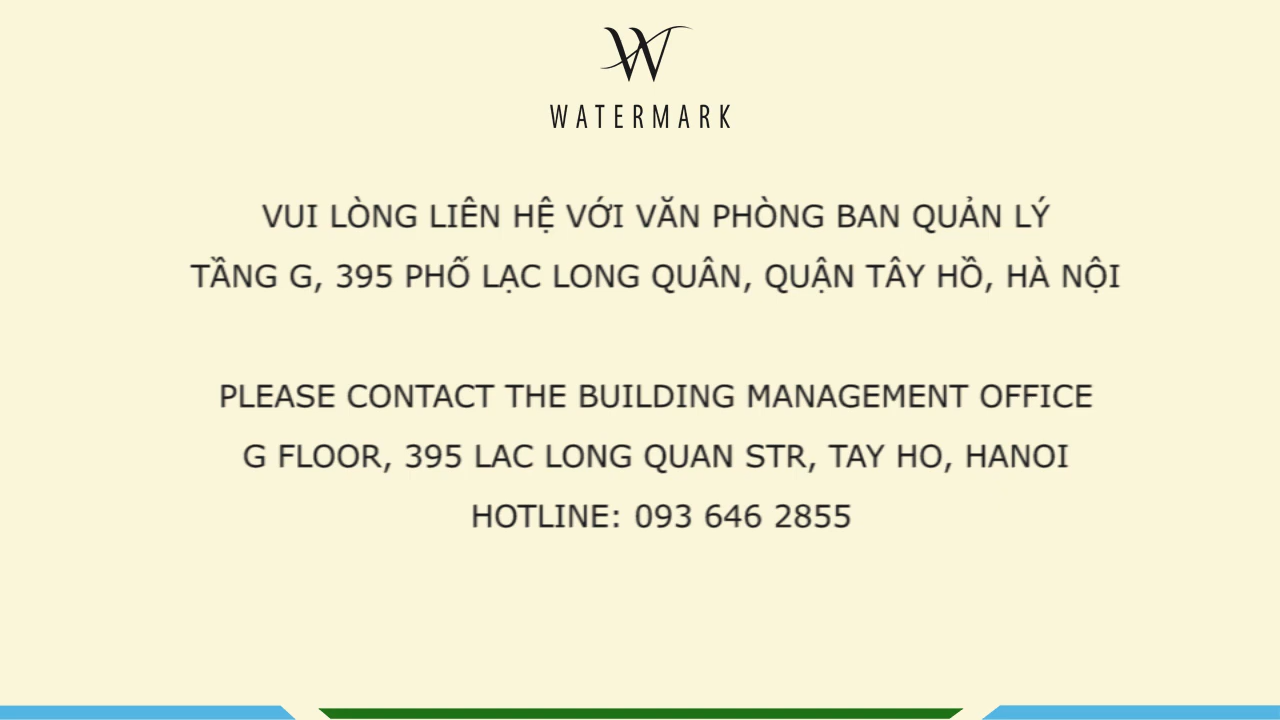 W
WATERMARK
VUI LÒNG LIÊN HỆ VỚI VĂN PHÒNG BAN QUẢN LÝ
TẦNG G, 395 PHỐ LẠC LONG QUÂN, QUẬN TÂY HỒ, HÀ NỘI
PLEASE CONTACT THE BUILDING MANAGEMENT OFFICE
G FLOOR, 395 LAC LONG QUAN STR, TAY HO, HANOI
HOTLINE: 093 646 2855